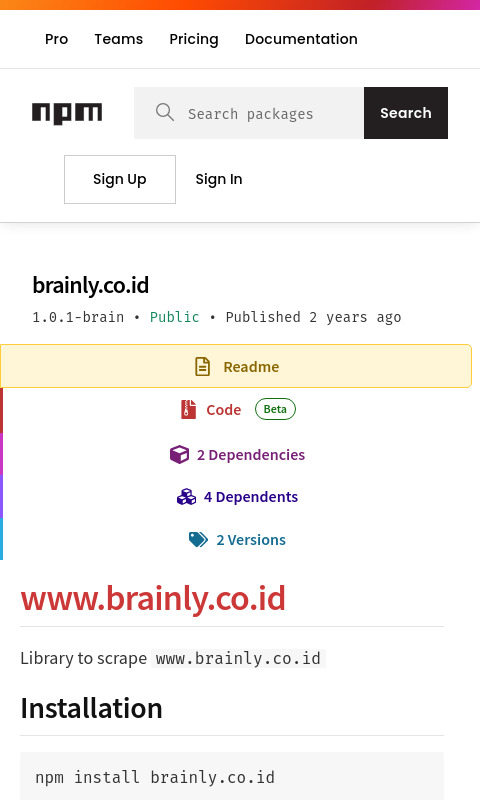 Pro Teams Pricing Documentation
npm Search packages Search
Sign Up Sign In
brainly.co.id
1.0.1-brain • Public • Published 2 years ago
Readme
Code Beta
2 Dependencies
4 Dependents
2 Versions
www.brainly.co.id
Library to scrape www.brainly.co.id
Installation
npm install brainly.co.id